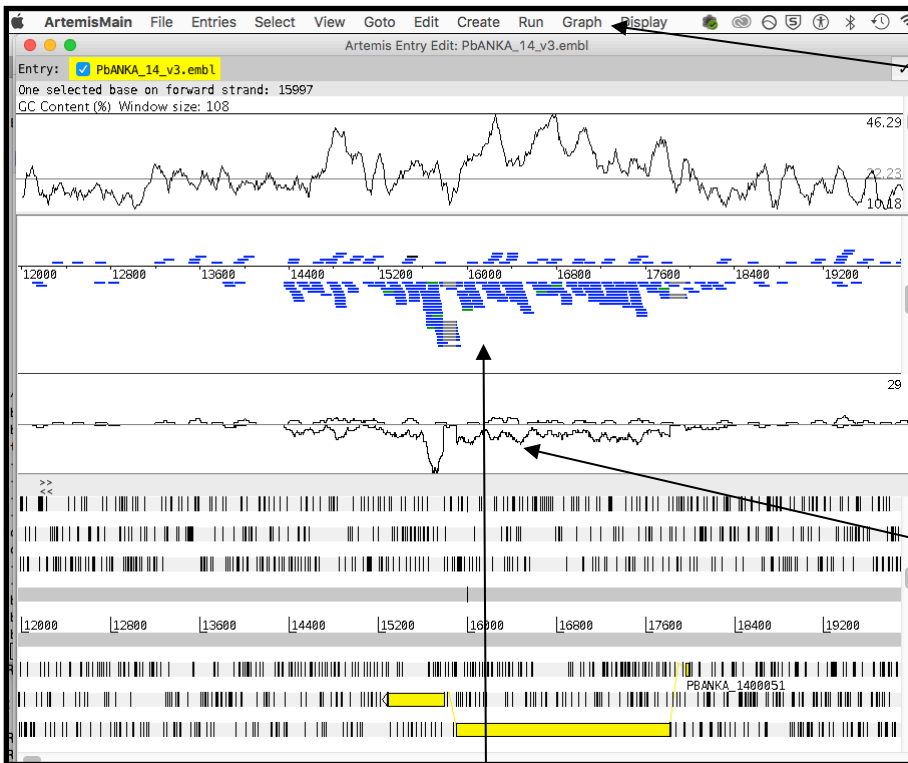 ArtemisMain File Entries Select View Goto Edit Create Run Graph Display
Artemis Entry Edit: PbANKA_14_v3.embl
Entry: PbANKA_14_v3.embl
One selected base on forward strand: 15997
GC Content (%) Window size: 108
46.29
22.23
10.18
12000 12800 13600 14400 15200 16000 16800 17600 18400 19200
29
>>
<<
12000 12800 13600 14400 15200 16000 16800 17600 18400 19200
PBANKA_1400051